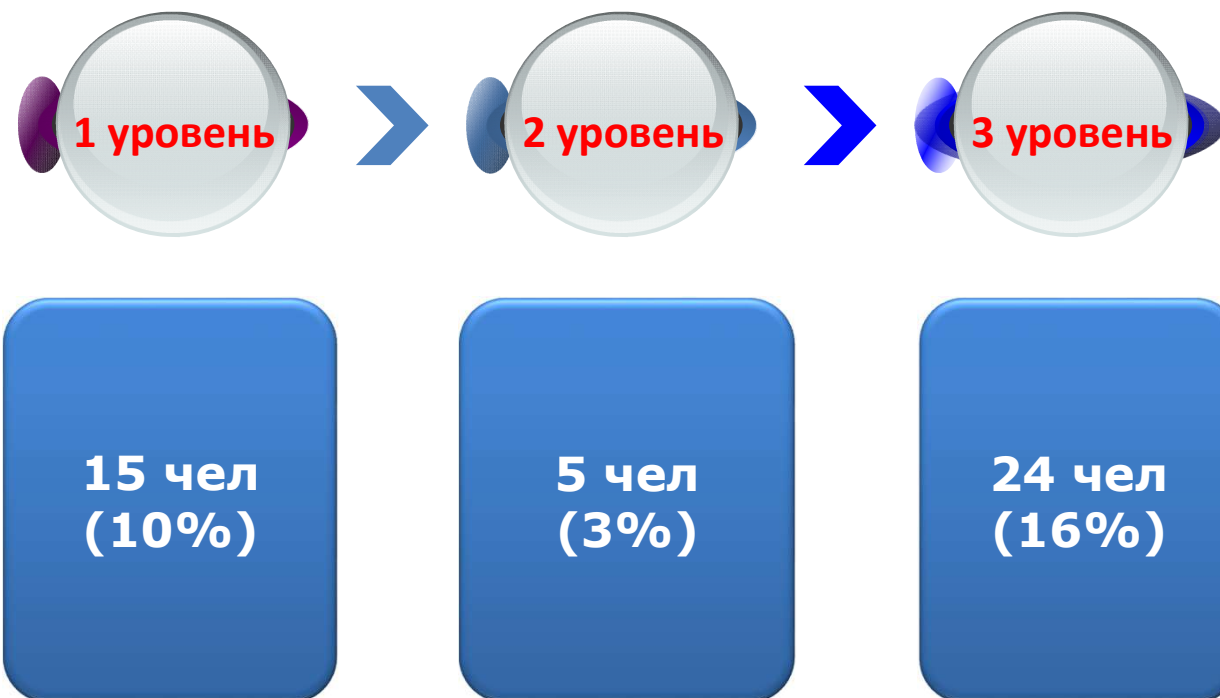 1 уровень
2 уровень
3 уровень
15 чел
(10%)
5 чел
(3%)
24 чел
(16%)